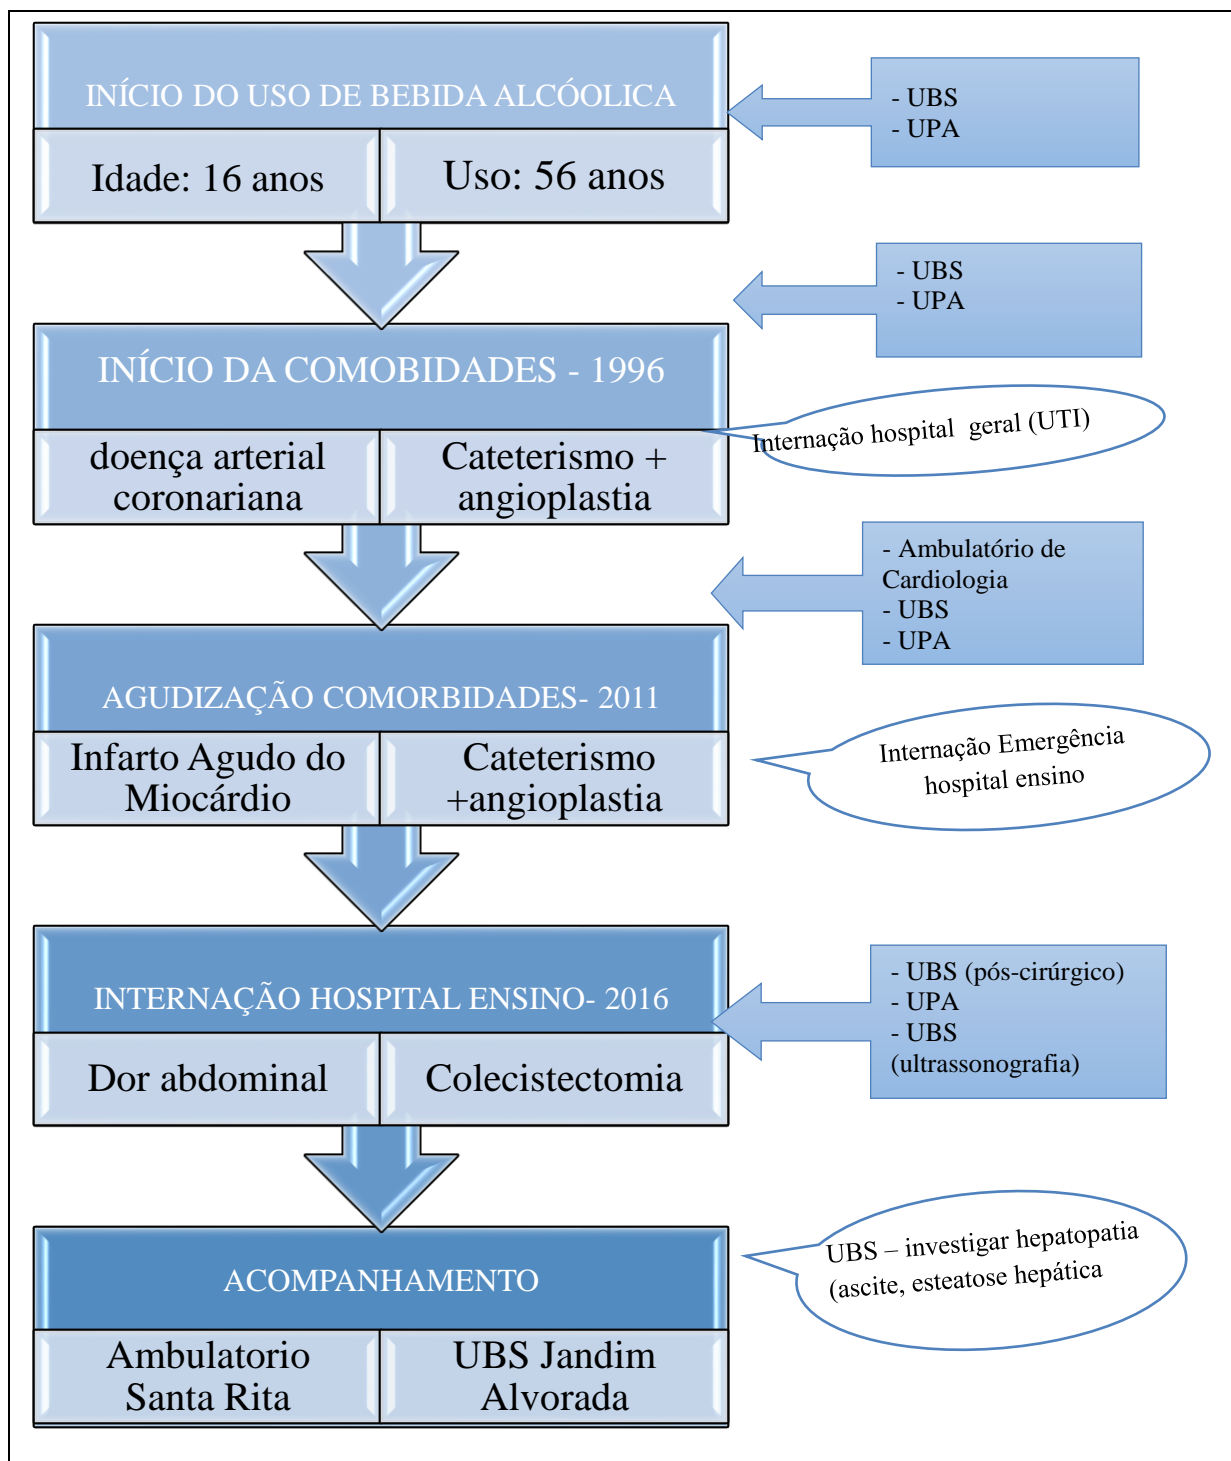 INÍCIO DO USO DE BEBIDA ALCÓOLICA
Idade: 16 anos
Uso: 56 anos
- UBS
- UPA
- UBS
- UPA
INÍCIO DA COMOBIDADES - 1996
doença arterial
coronariana
Cateterismo +
angioplastia
Internação hospital geral (UTI)
- Ambulatório de
Cardiologia
- UBS
- UPA
AGUDIZAÇÃO COMORBIDADES- 2011
Infarto Agudo do
Miocárdio
Cateterismo
+angioplastia
Internação Emergência
hospital ensino
INTERNAÇÃO HOSPITAL ENSINO- 2016
Dor abdominal
Colecistectomia
- UBS (pós-cirúrgico)
- UPA
- UBS
(ultrassonografia)
ACOMPANHAMENTO
Ambulatorio
Santa Rita
UBS Jandim
Alvorada
UBS – investigar hepatopatia
(ascite, esteatose hepática